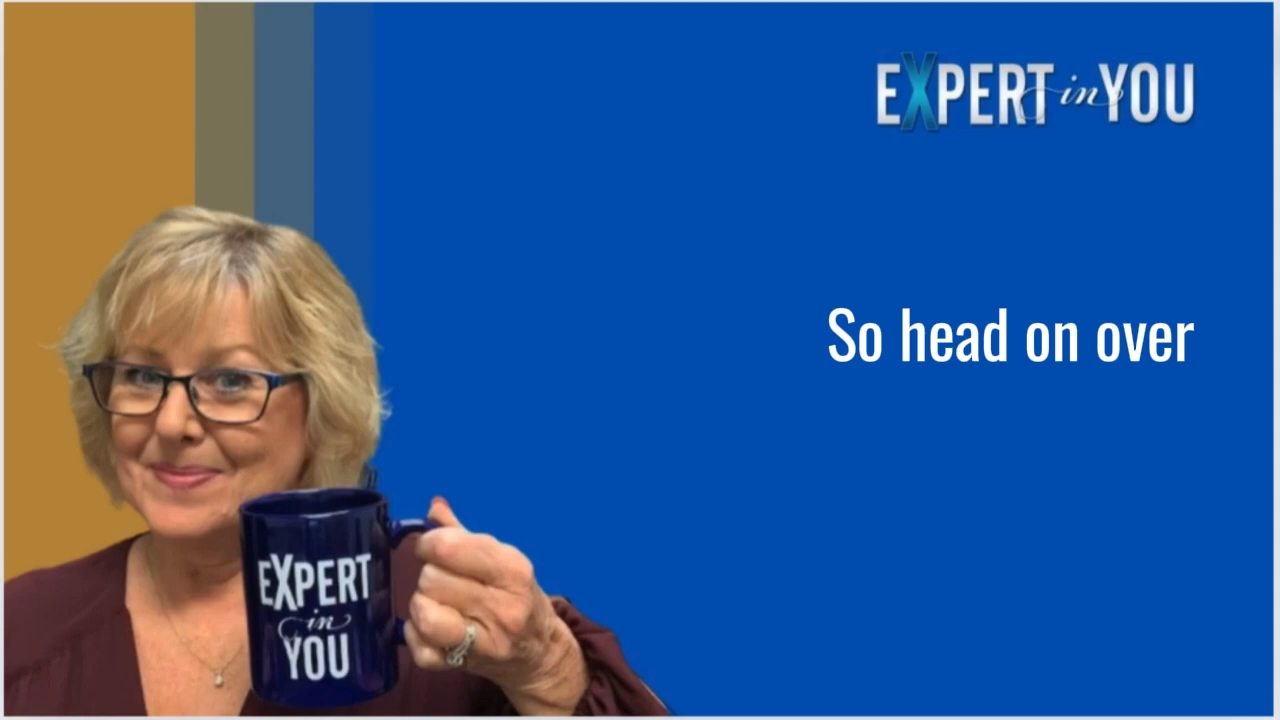 EXPERT in YOU
So head on over
EXPERT
in
YOU